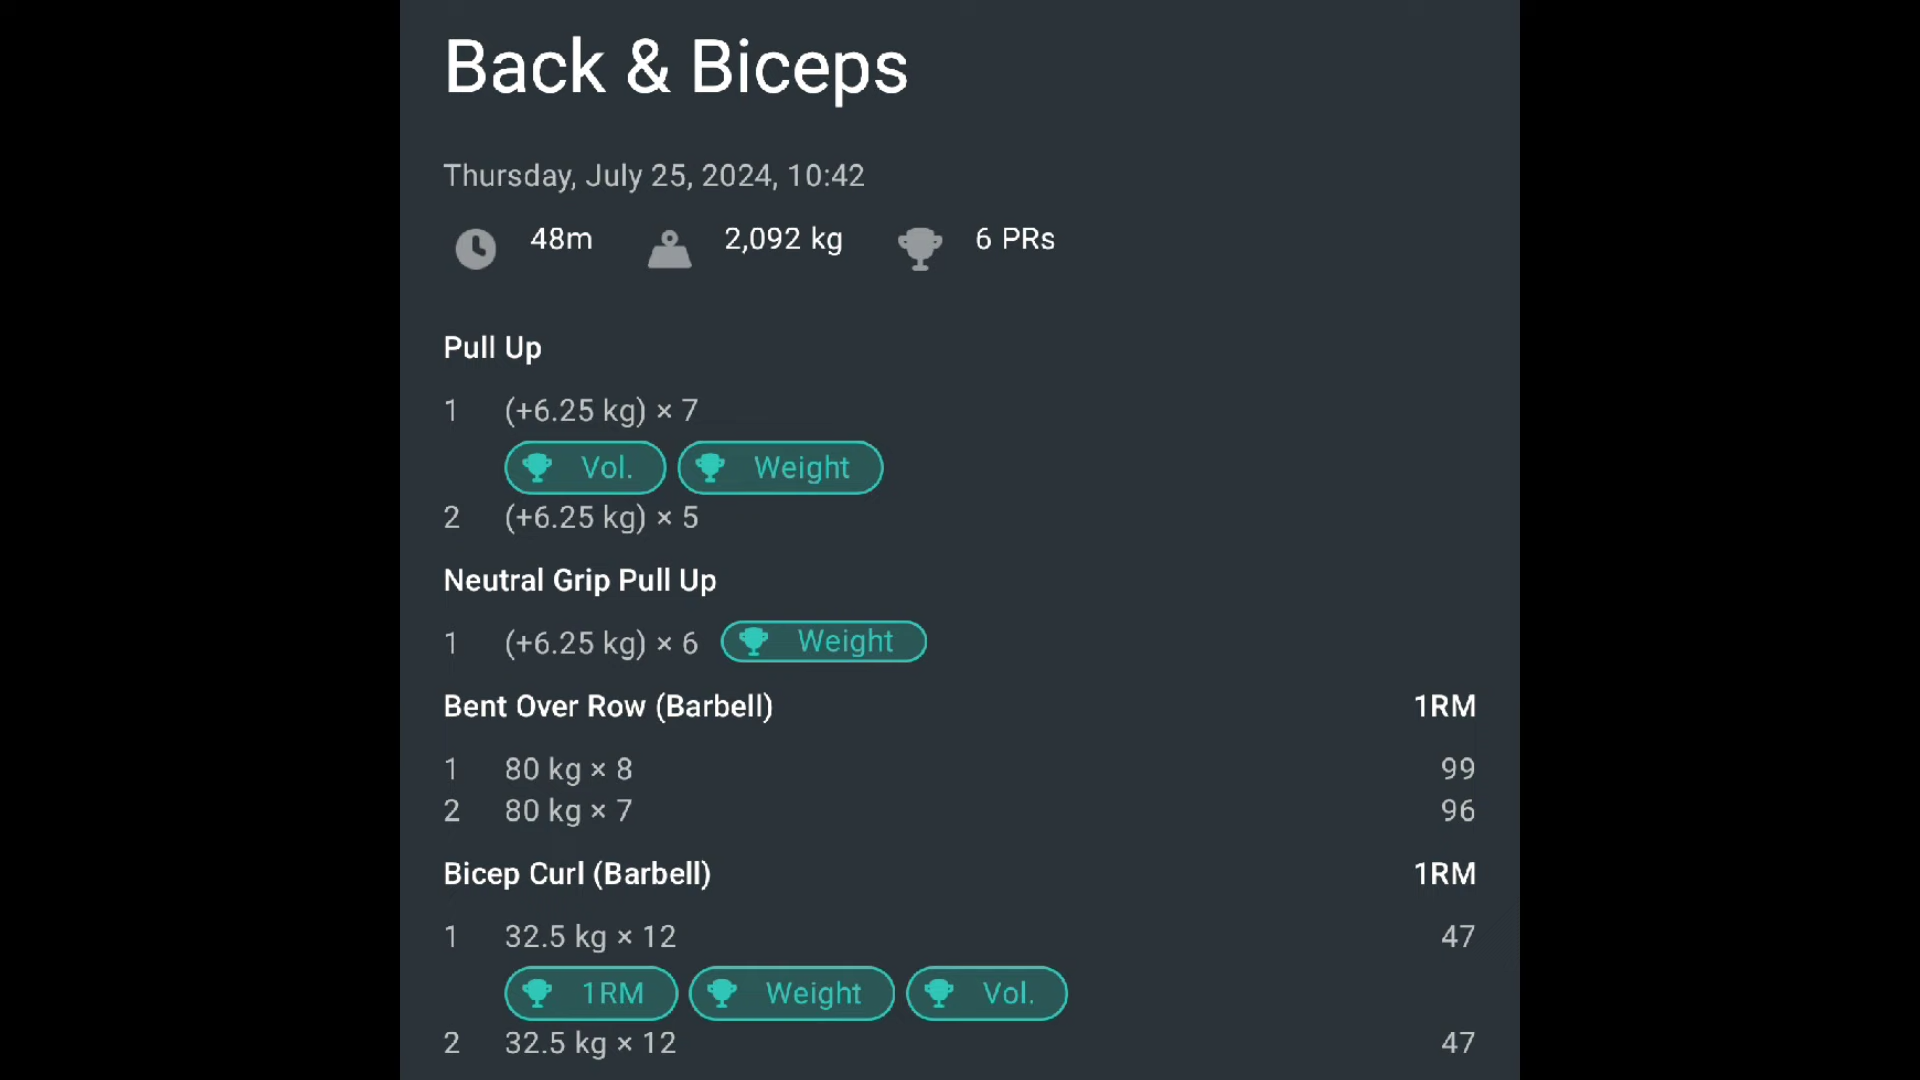 Back & Biceps
Thursday, July 25, 2024, 10:42
48m 2,092 kg 6 PRs
Pull Up
1 (+6.25 kg) × 7
Vol. Weight
2 (+6.25 kg) × 5
Neutral Grip Pull Up
1 (+6.25 kg) × 6 Weight
Bent Over Row (Barbell) 1RM
1 80 kg × 8 99
2 80 kg × 7 96
Bicep Curl (Barbell) 1RM
1 32.5 kg × 12 47
1RM Weight Vol.
2 32.5 kg × 12 47